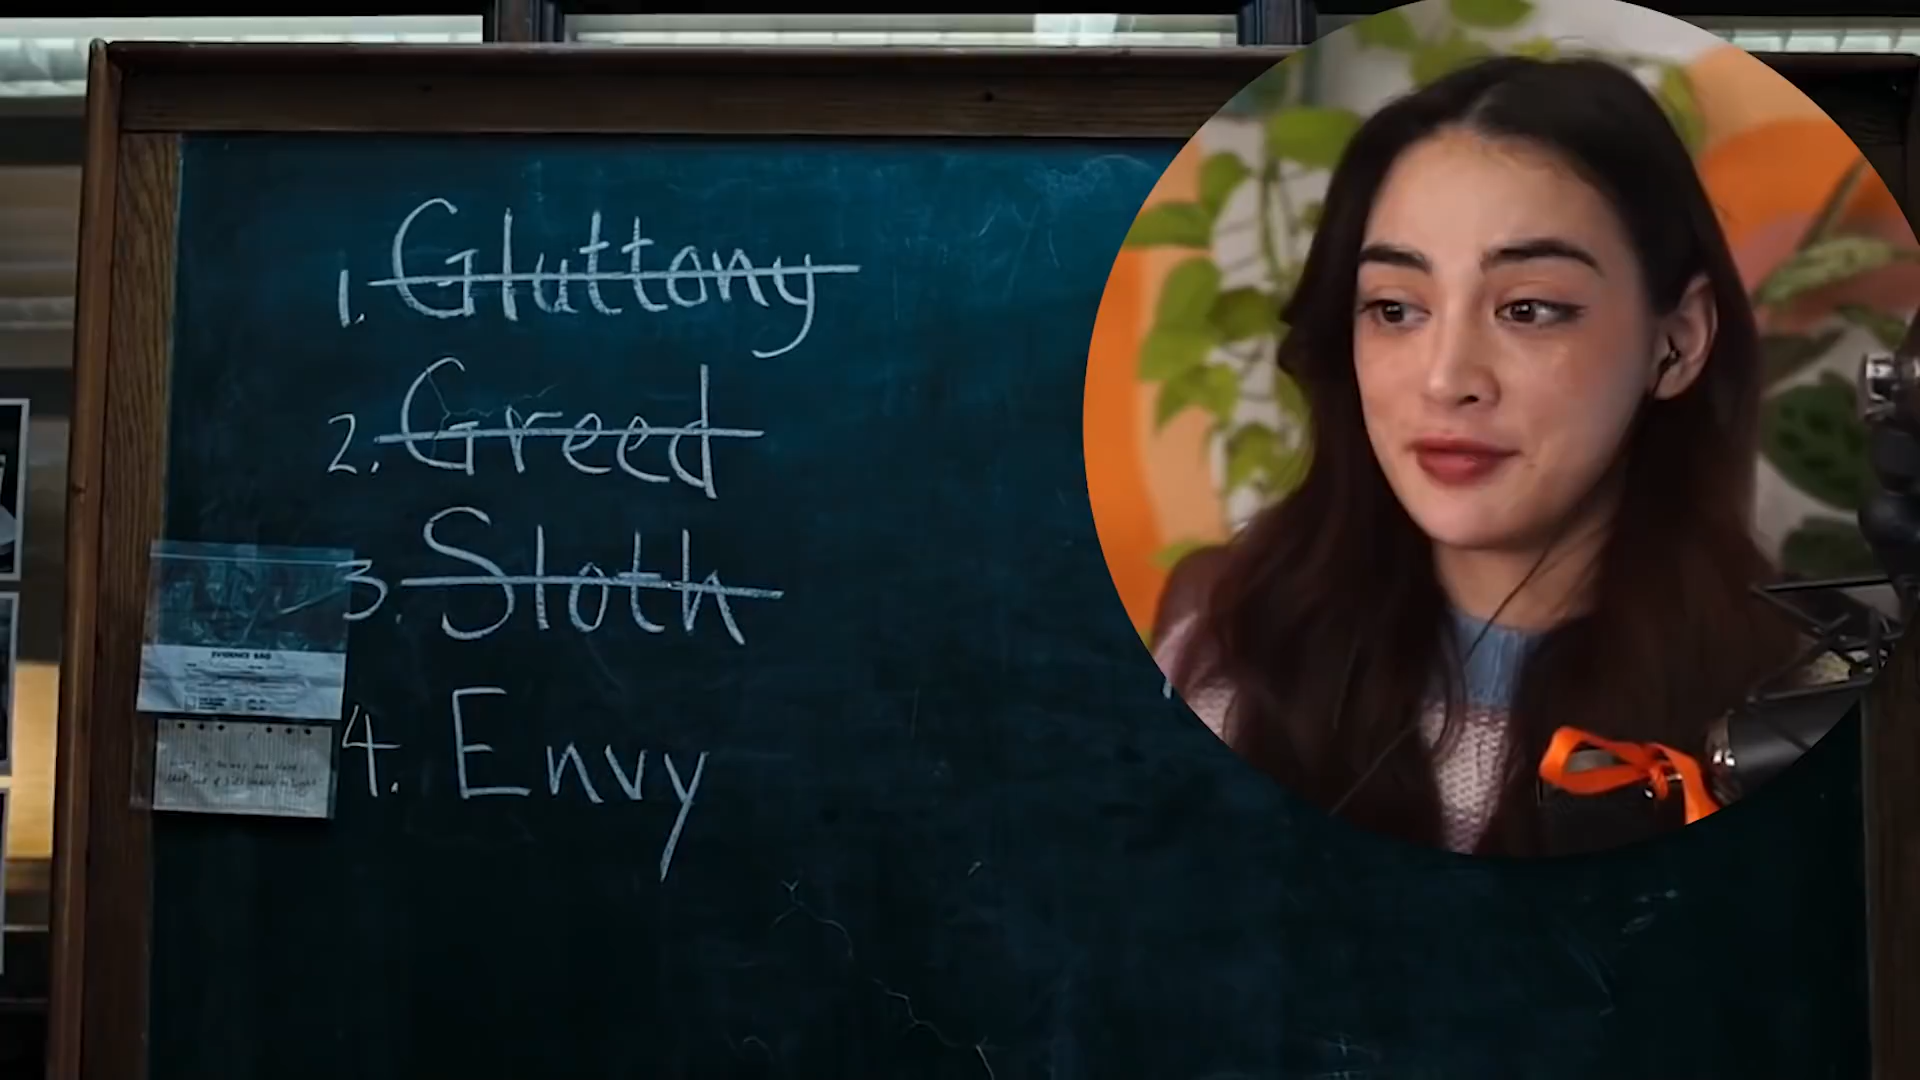 1. Gluttony
2. Greed
3. Sloth
EVIDENCE BAG
4. Envy